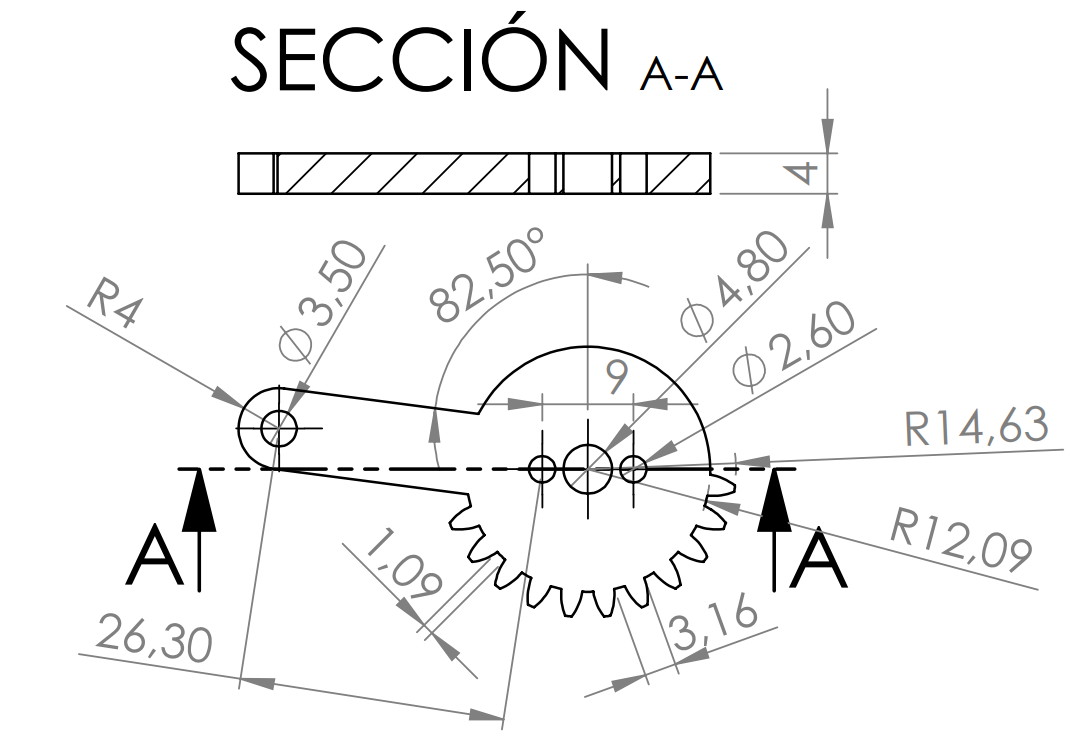 SECCIÓN A-A
4
82,50°
⌀ 4,80
⌀ 3,50
R4
⌀ 2,60
9
R14,63
R12,09
A
A
1,09
3,16
26,30